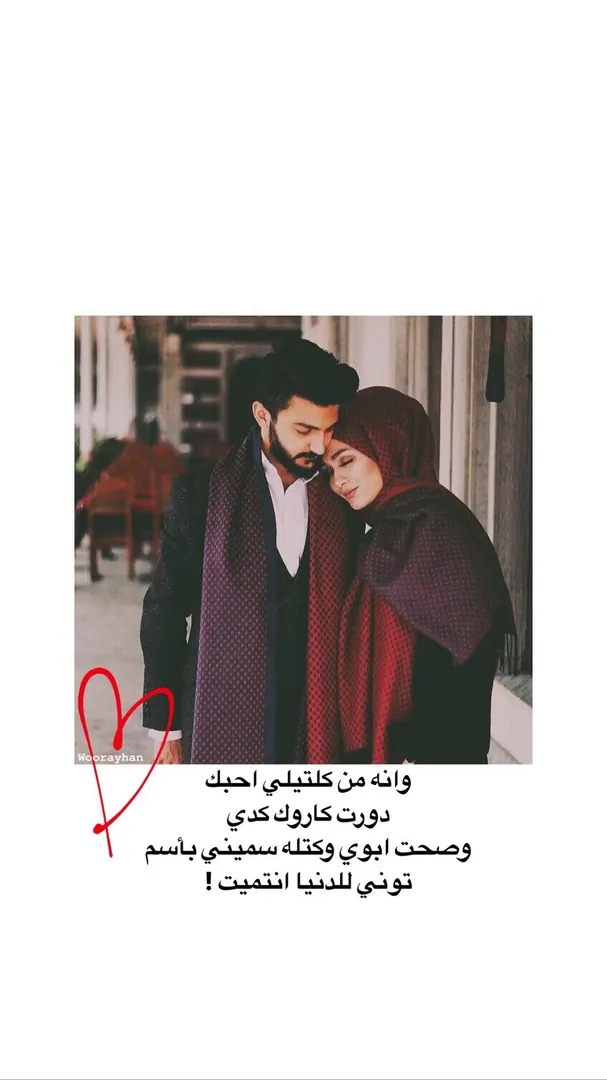 Woorayhan
وانه من كلتيلي احبك
دورت كاروك كدي
وصحت ابوي وكتله سميني بأسم
توني للدنيا انتميت !